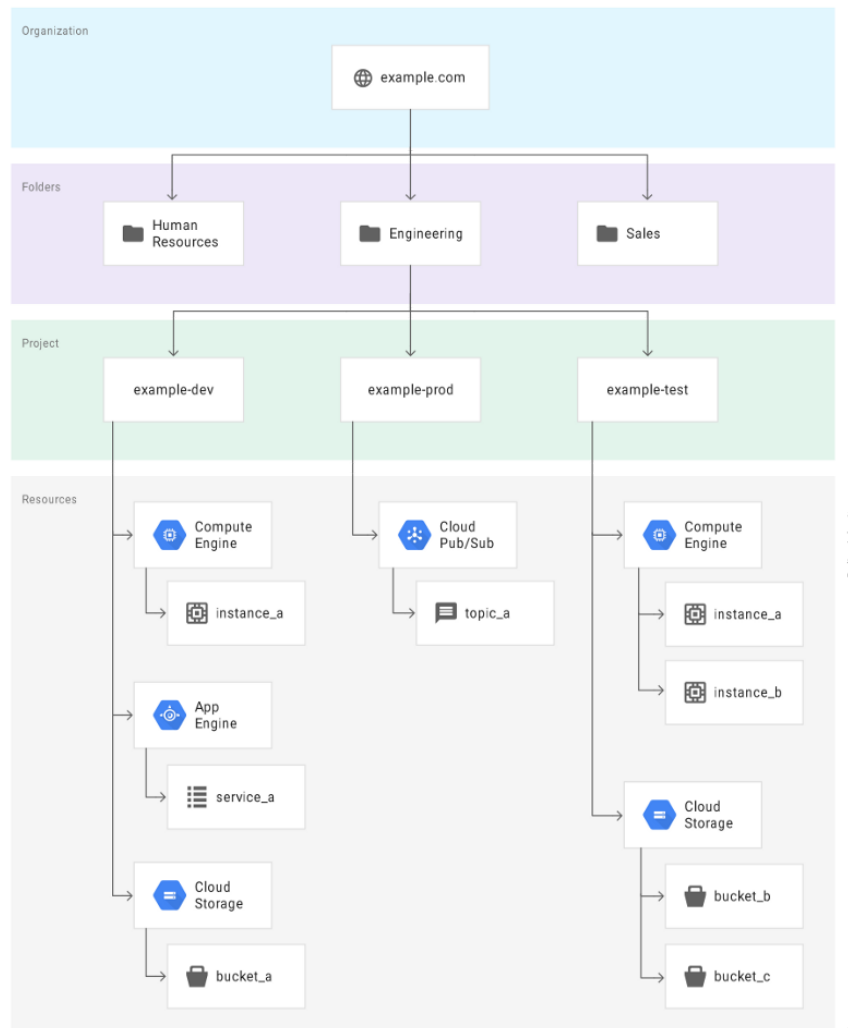 Organization
example.com
Folders
Human
Resources
Engineering
Sales
Project
example-dev
example-prod
example-test
Resources
Compute
Engine
instance_a
App
Engine
service_a
Cloud
Storage
bucket_a
Cloud
Pub/Sub
topic_a
Compute
Engine
instance_a
instance_b
Cloud
Storage
bucket_b
bucket_c